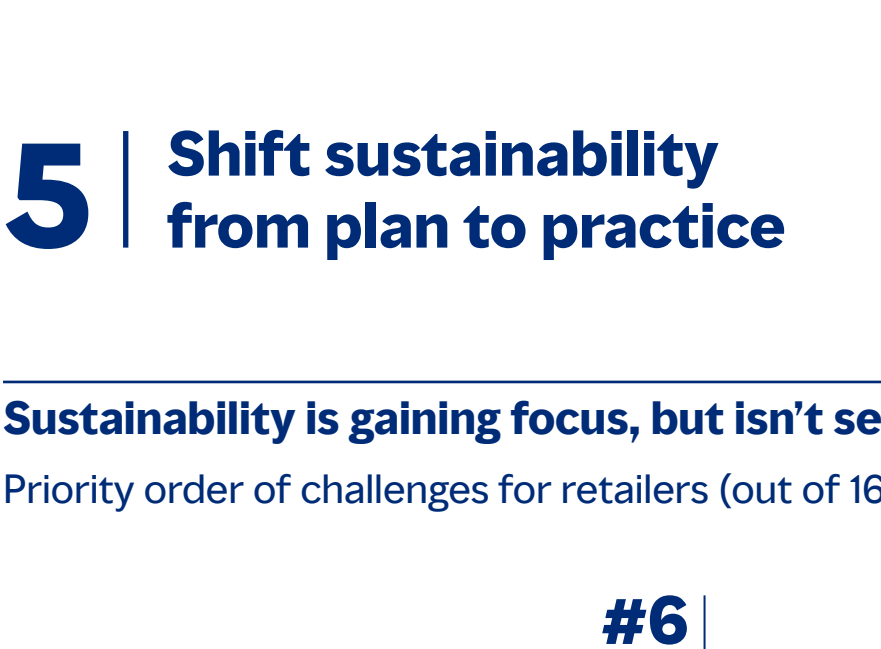 5
Shift sustainability
from plan to practice
Sustainability is gaining focus, but isn’t
Priority order of challenges for retailers (out of 16
#6